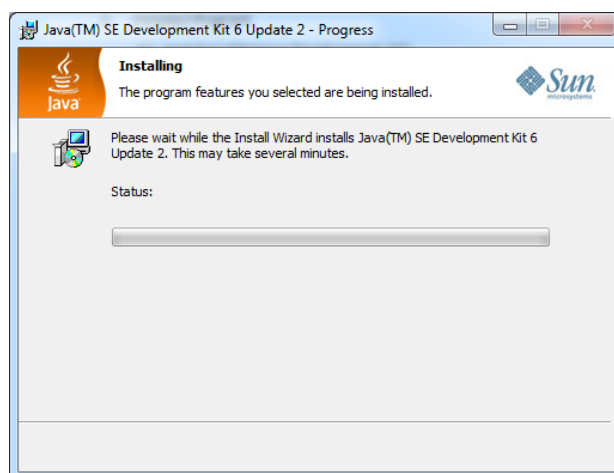 Java(TM) SE Development Kit 6 Update 2 - Progress
Installing
The program features you selected are being installed.
Java
Sun
microsystems
Please wait while the Install Wizard installs Java(TM) SE Development Kit 6
Update 2. This may take several minutes.
Status: